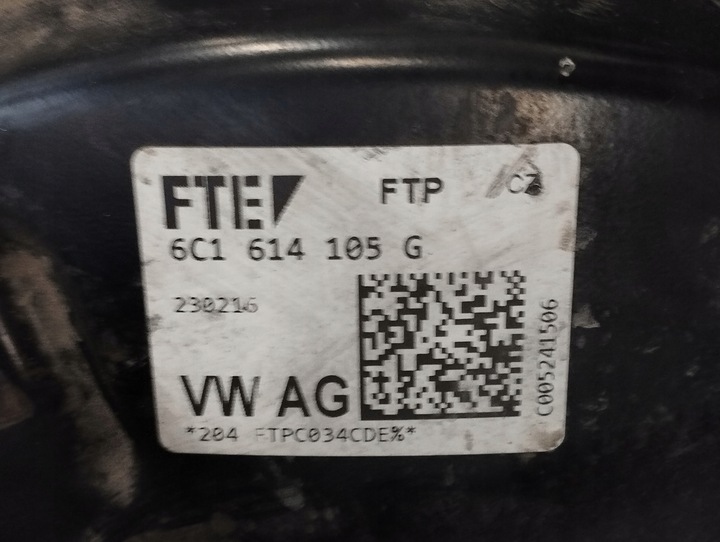 FTE FTP CZ
6C1 614 105 G
230216
VW AG
*204 FTPC034CDE%*
C005241506